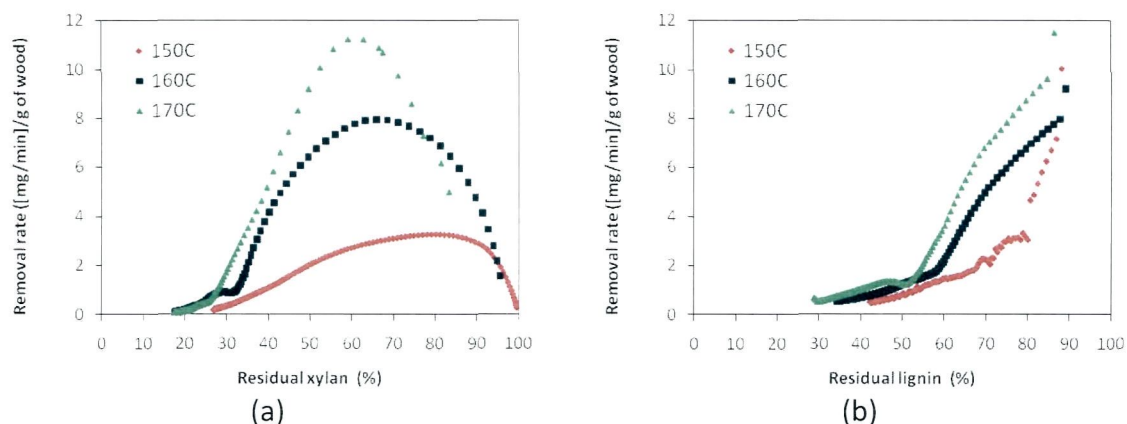 Removal rate ([mg/min]/g of wood)
12
10
8
6
4
2
0
150C
160C
170C
0 10 20 30 40 50 60 70 80 90 100
Residual xylan (%)
(a)
Removal rate ([mg/min]/g of wood)
12
10
8
6
4
2
0
150C
160C
170C
20 30 40 50 60 70 80 90 100
Residual lignin (%)
(b)